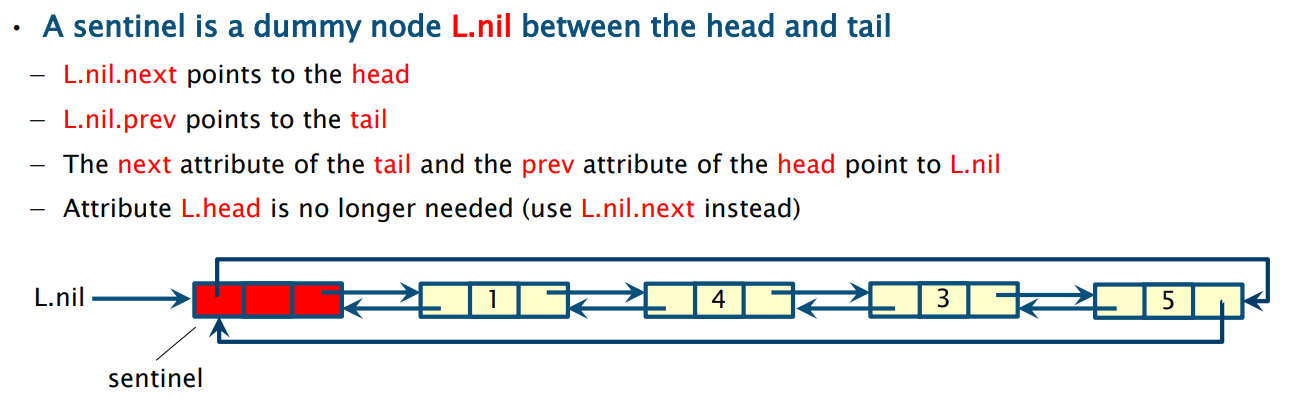 • A sentinel is a dummy node L.nil between the head and tail
– L.nil.next points to the head
– L.nil.prev points to the tail
– The next attribute of the tail and the prev attribute of the head point to L.nil
– Attribute L.head is no longer needed (use L.nil.next instead)
L.nil 1 4 3 5
sentinel